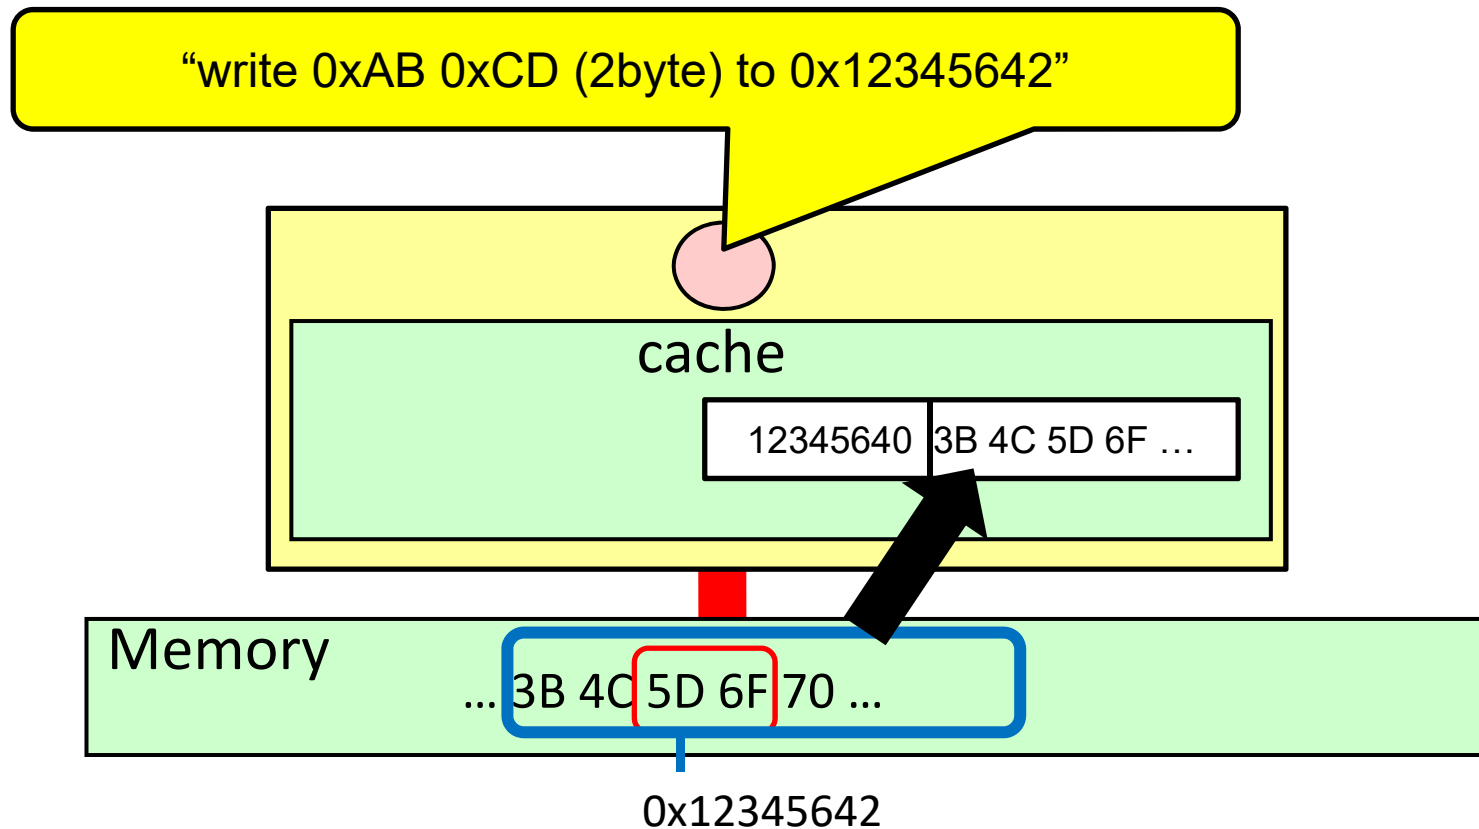 “write 0xAB 0xCD (2byte) to 0x12345642”
cache
12345640 3B 4C 5D 6F …
Memory
... 3B 4C 5D 6F 70 ...
0x12345642